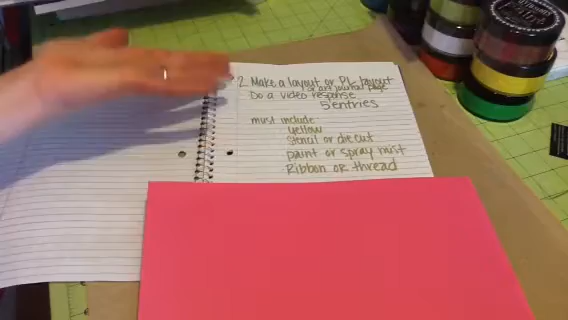 2. Make a layout or PL layout
or art journal page
Do a video response
5 entries
must include
yellow
Stencil or die cut
paint or spray mist
Ribbon OR thread